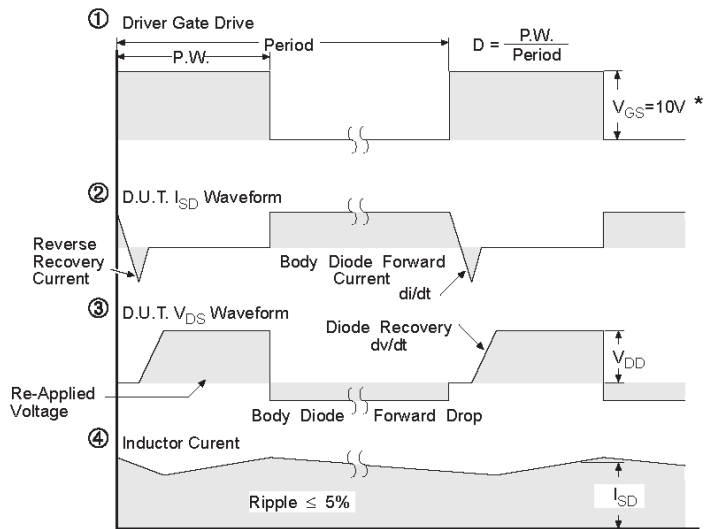 ① Driver Gate Drive
P.W.
Period
D = P.W.
Period
V_GS=10V *
② D.U.T. I_SD Waveform
Reverse
Recovery
Current
Body Diode Forward
Current
di/dt
③ D.U.T. V_DS Waveform
Diode Recovery
dv/dt
V_DD
Re-Applied
Voltage
Body Diode Forward Drop
④ Inductor Curent
Ripple ≤ 5%
I_SD